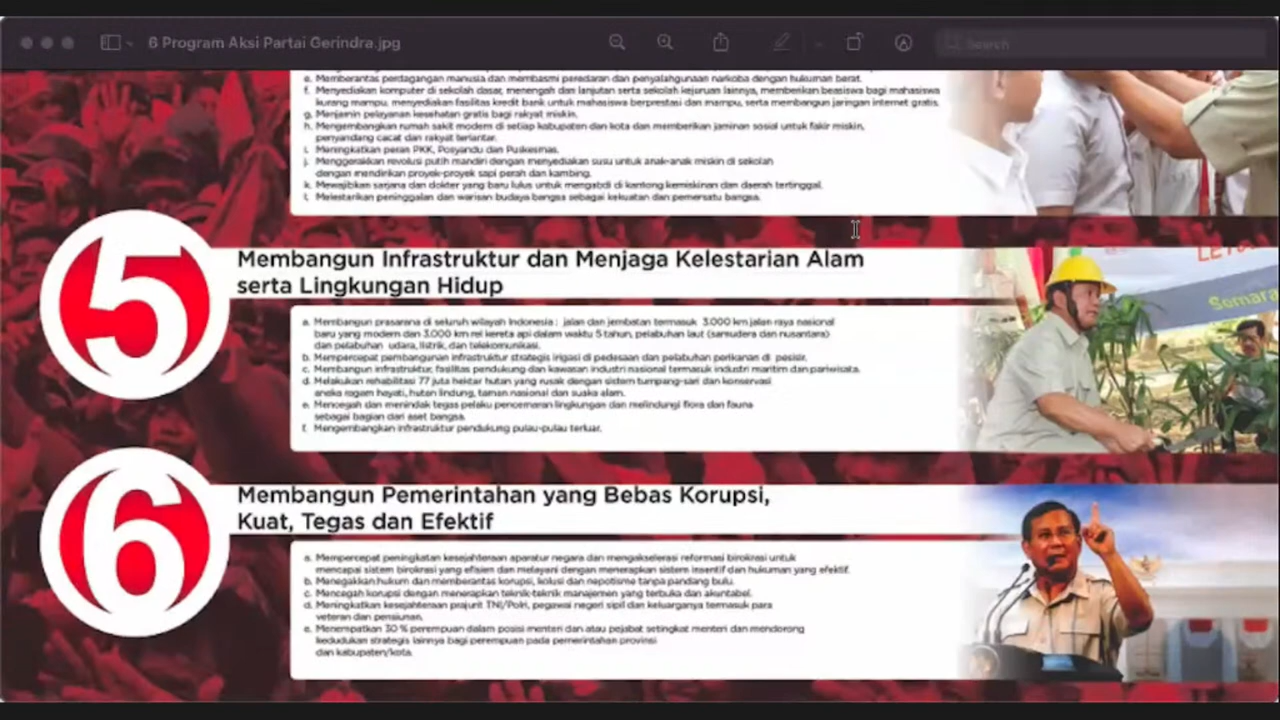 6 Program Aksi Partai Gerindra.jpg
Search
e. Memberantas perdagangan manusia dan membasmi peredaran dan penyalahgunaan narkoba dengan hukuman berat.
f. Menyediakan komputer di sekolah dasar, menengah dan lanjutan serta sekolah kejuruan lainnya, memberikan beasiswa bagi mahasiswa
kurang mampu, menyediakan fasilitas kredit bank untuk mahasiswa berprestasi dan mampu, serta membangun jaringan internet gratis.
g. Menjamin pelayanan kesehatan gratis bagi rakyat miskin.
h. Mengembangkan rumah sakit modern di setiap kabupaten dan kota dan memberikan jaminan sosial untuk fakir miskin,
penyandang cacat dan rakyat terlantar.
i. Meningkatkan peran PKK, Posyandu dan Puskesmas.
j. Menggerakkan revolusi putih mandiri dengan menyediakan susu untuk anak-anak miskin di sekolah
dengan mendirikan proyek-proyek sapi perah dan kambing.
k. Mewajibkan sarjana dan dokter yang baru lulus untuk mengabdi di kantong kemiskinan dan daerah tertinggal.
l. Melestarikan peninggalan dan warisan budaya bangsa sebagai kekuatan dan pemersatu bangsa.
5
Membangun Infrastruktur dan Menjaga Kelestarian Alam
serta Lingkungan Hidup
a. Membangun prasarana di seluruh wilayah Indonesia : jalan dan jembatan termasuk 3.000 km jalan raya nasional
baru yang modern dan 3.000 km rel kereta api dalam waktu 5 tahun, pelabuhan laut (samudera dan nusantara)
dan pelabuhan udara, listrik, dan telekomunikasi.
b. Mempercepat pembangunan infrastruktur strategis irigasi di pedesaan dan pelabuhan perikanan di pesisir.
c. Membangun infrastruktur, fasilitas pendukung dan kawasan industri nasional termasuk industri maritim dan pariwisata.
d. Melakukan rehabilitasi 77 juta hektar hutan yang rusak dengan sistem tumpang-sari dan konservasi
aneka ragam hayati, hutan lindung, taman nasional dan suaka alam.
e. Mencegah dan menindak tegas pelaku pencemaran lingkungan dan melindungi flora dan fauna
sebagai bagian dari aset bangsa.
f. Mengembangkan infrastruktur pendukung pulau-pulau terluar.
Semara
6
Membangun Pemerintahan yang Bebas Korupsi,
Kuat, Tegas dan Efektif
a. Mempercepat peningkatan kesejahteraan aparatur negara dan mengakselerasi reformasi birokrasi untuk
mencapai sistem birokrasi yang efisien dan melayani dengan menerapkan sistem insentif dan hukuman yang efektif.
b. Menegakkan hukum dan memberantas korupsi, kolusi dan nepotisme tanpa pandang bulu.
c. Mencegah korupsi dengan menerapkan teknik-teknik manajemen yang terbuka dan akuntabel.
d. Meningkatkan kesejahteraan prajurit TNI/Polri, pegawai negeri sipil dan keluarganya termasuk para
veteran dan pensiunan.
e. Menempatkan 30 % perempuan dalam posisi menteri dan atau pejabat setingkat menteri dan mendorong
kedudukan strategis lainnya bagi perempuan pada pemerintahan provinsi
dan kabupaten/kota.